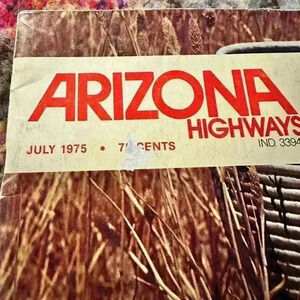 ARIZONA
HIGHWAYS
JULY 1975 • CENTS
IND. 3394